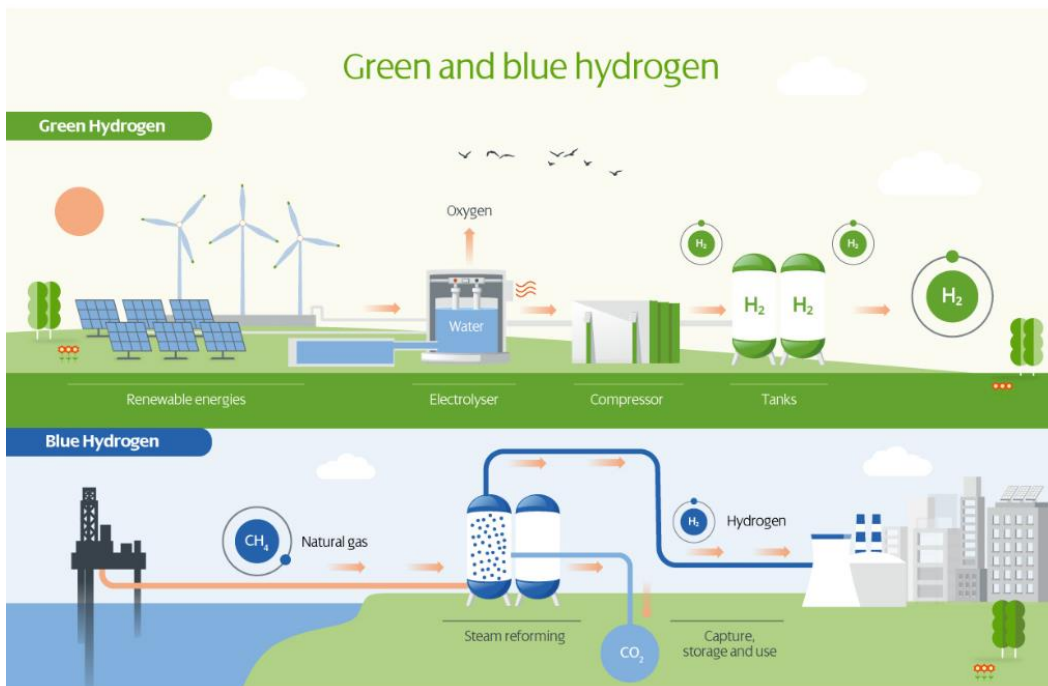 Green and blue hydrogen
Green Hydrogen
Oxygen
H₂
H₂
H₂
H₂
H₂
Water
Renewable energies
Electrolyser
Compressor
Tanks
Blue Hydrogen
CH₄
Natural gas
H₂
Hydrogen
Steam reforming
CO₂
Capture,
storage and use